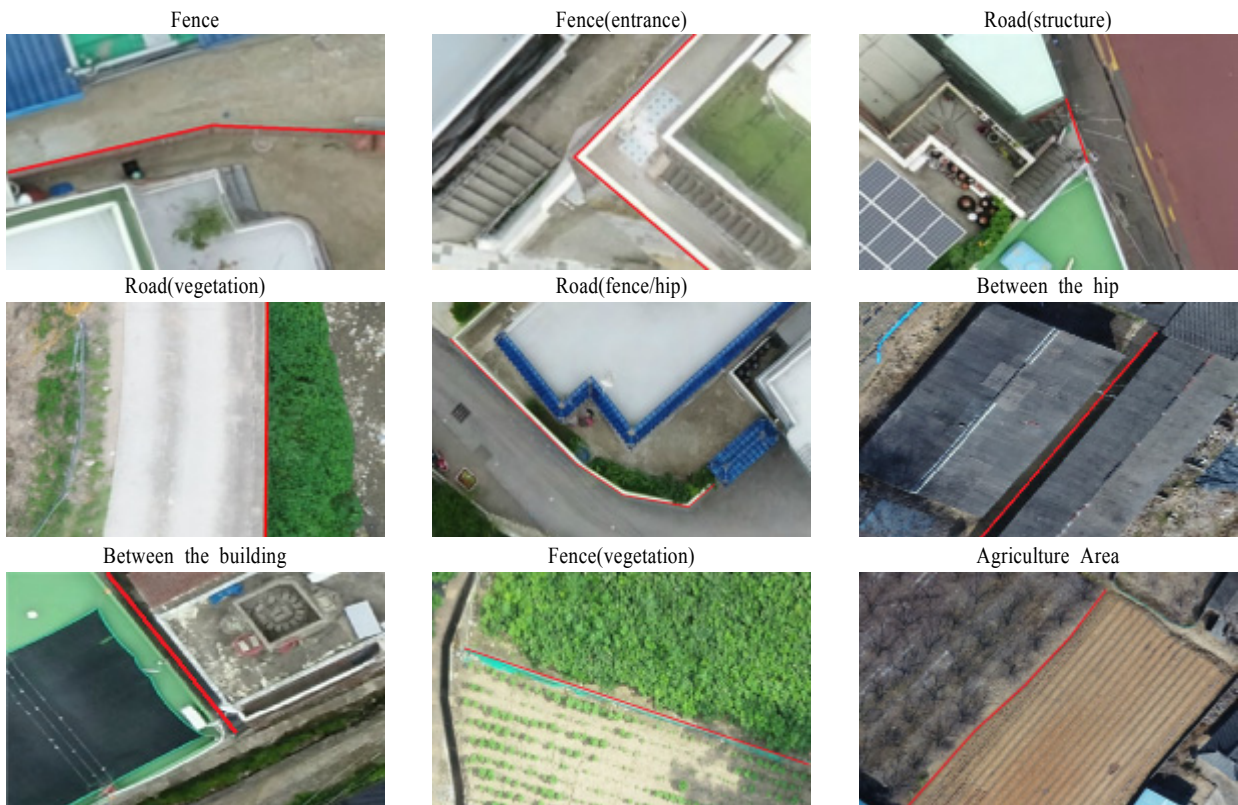 Fence
Fence(entrance)
Road(structure)
Road(vegetation)
Road(fence/hip)
Between the hip
Between the building
Fence(vegetation)
Agriculture Area